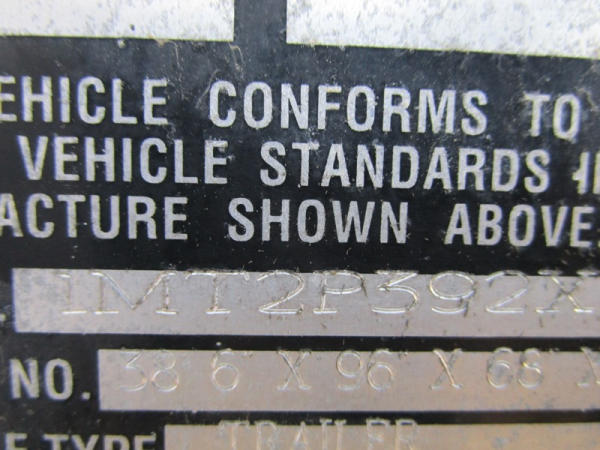 EHICLE CONFORMS TO
VEHICLE STANDARDS I
ACTURE SHOWN ABOVE.
1MT2P392X
NO. 38 6 X 96 X 68 X
E TYPE TRAILER